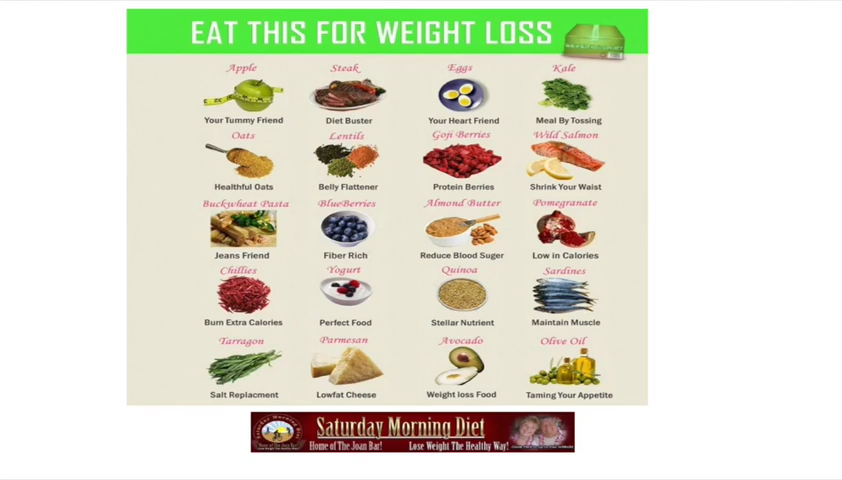 EAT THIS FOR WEIGHT LOSS
Apple Steak Eggs Kale
Your Tummy Friend Diet Buster Your Heart Friend Meal By Tossing
Oats Lentils Goji Berries Wild Salmon
Healthful Oats Belly Flattener Protein Berries Shrink Your Waist
Buckwheat Pasta BlueBerries Almond Butter Pomegranate
Jeans Friend Fiber Rich Reduce Blood Suger Low in Calories
Chillies Yogurt Quinoa Sardines
Burn Extra Calories Perfect Food Stellar Nutrient Maintain Muscle
Tarragon Parmesan Avocado Olive Oil
Salt Replacment Lowfat Cheese Weight loss Food Taming Your Appetite
Saturday Morning Diet
Home of The Joan Bar! Lose Weight The Healthy Way!